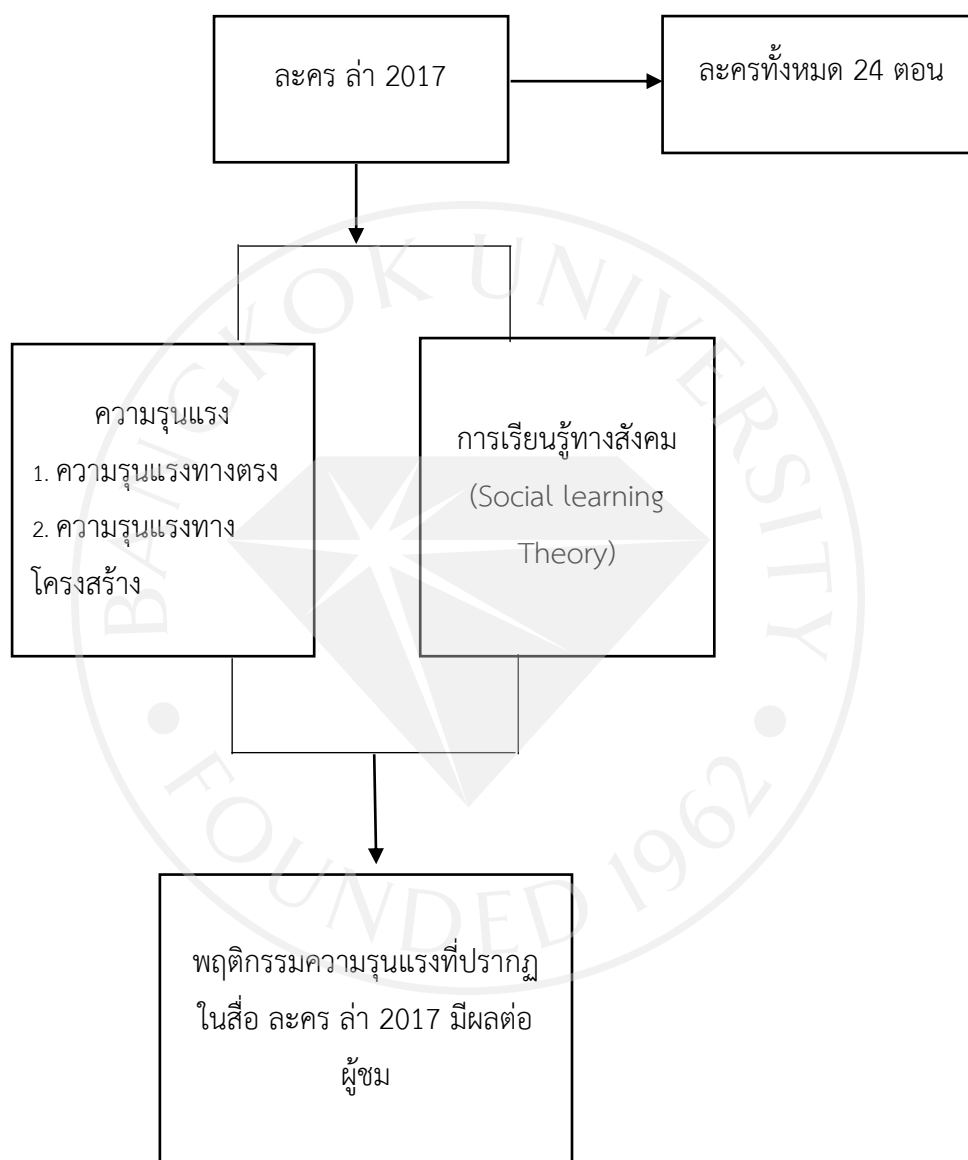 ละคร ล่า 2017
ละครทั้งหมด 24 ตอน
ความรุนแรง
1. ความรุนแรงทางตรง
2. ความรุนแรงทาง
โครงสร้าง
การเรียนรู้ทางสังคม
(Social learning
Theory)
พฤติกรรมความรุนแรงที่ปรากฏ
ในสื่อ ละคร ล่า 2017 มีผลต่อ
ผู้ชม
BANGKOK UNIVERSITY
FOUNDED 1962